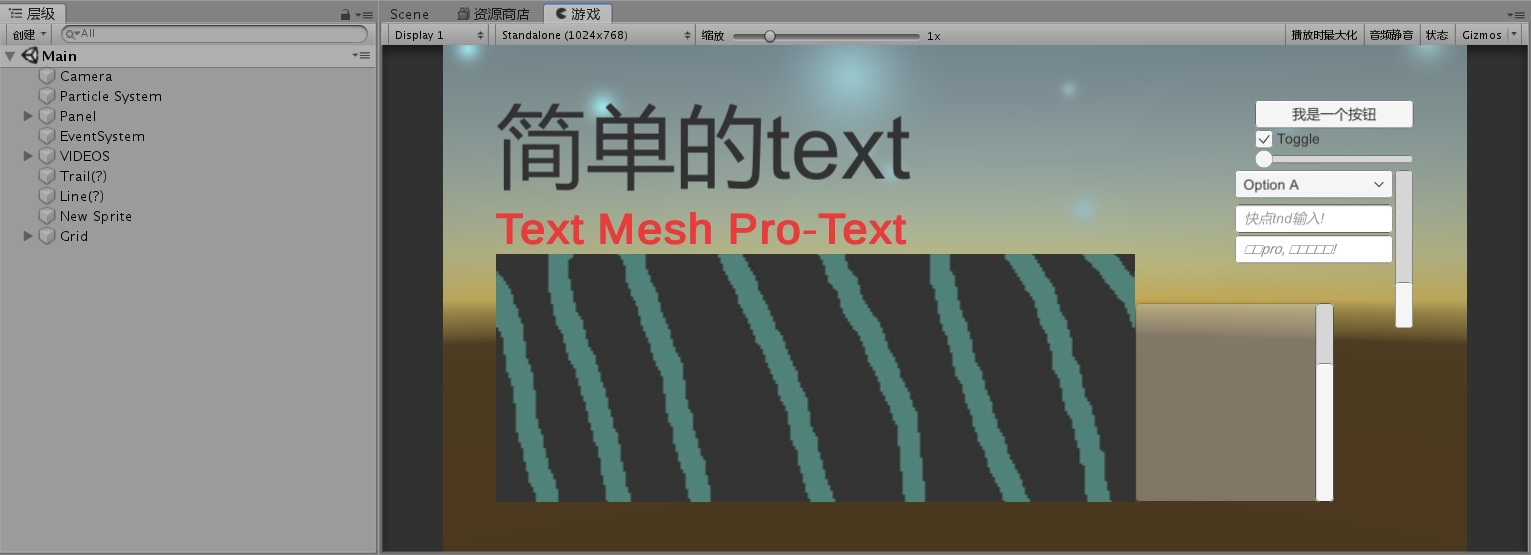 层级
创建
All
Main
Camera
Particle System
Panel
EventSystem
VIDEOS
Trail(?)
Line(?)
New Sprite
Grid
Scene 资源商店 游戏
Display 1 Standalone (1024x768) 缩放 1x 播放时最大化 音频静音 状态 Gizmos
简单的text
Text Mesh Pro-Text
我是一个按钮
Toggle
Option A
快点tnd输入!
□□pro, □□□□□!